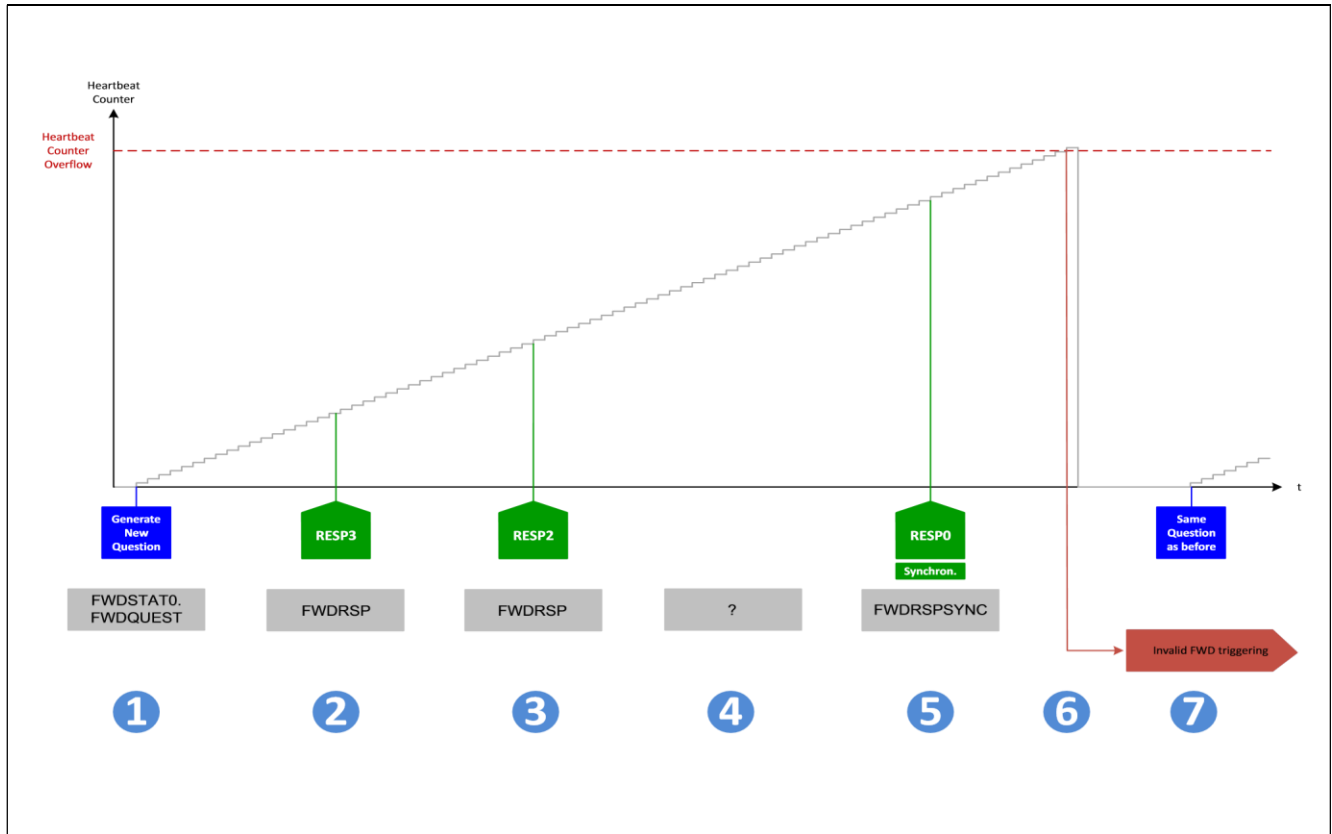 Heartbeat
Counter
Heartbeat
Counter
Overflow
t
Generate
New
Question
RESP3
RESP2
RESP0
Synchron.
Same
Question
as before
FWDSTAT0.
FWDQUEST
FWDRSP
FWDRSP
?
FWDRSPSYNC
Invalid FWD triggering
1
2
3
4
5
6
7